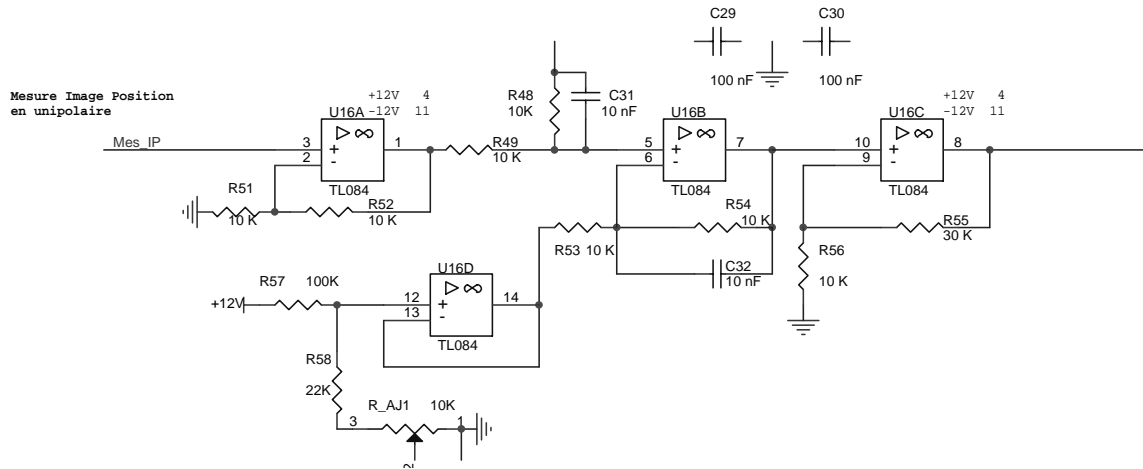 C29
C30
100 nF
100 nF
Mesure Image Position
en unipolaire
+12V 4
-12V 11
U16A
R48
10K
C31
10 nF
U16B
+12V 4
-12V 11
U16C
Mes_IP
3
1
2
+
-
TL084
R49
10 K
5
7
6
+
-
TL084
10
8
9
+
-
TL084
R51
10 K
R52
10 K
R53 10 K
R54
10 K
C32
10 nF
R55
30 K
R56
10 K
U16D
R57 100K
+12V
12
14
13
+
-
TL084
R58
22K
R_AJ1 10K
3
1